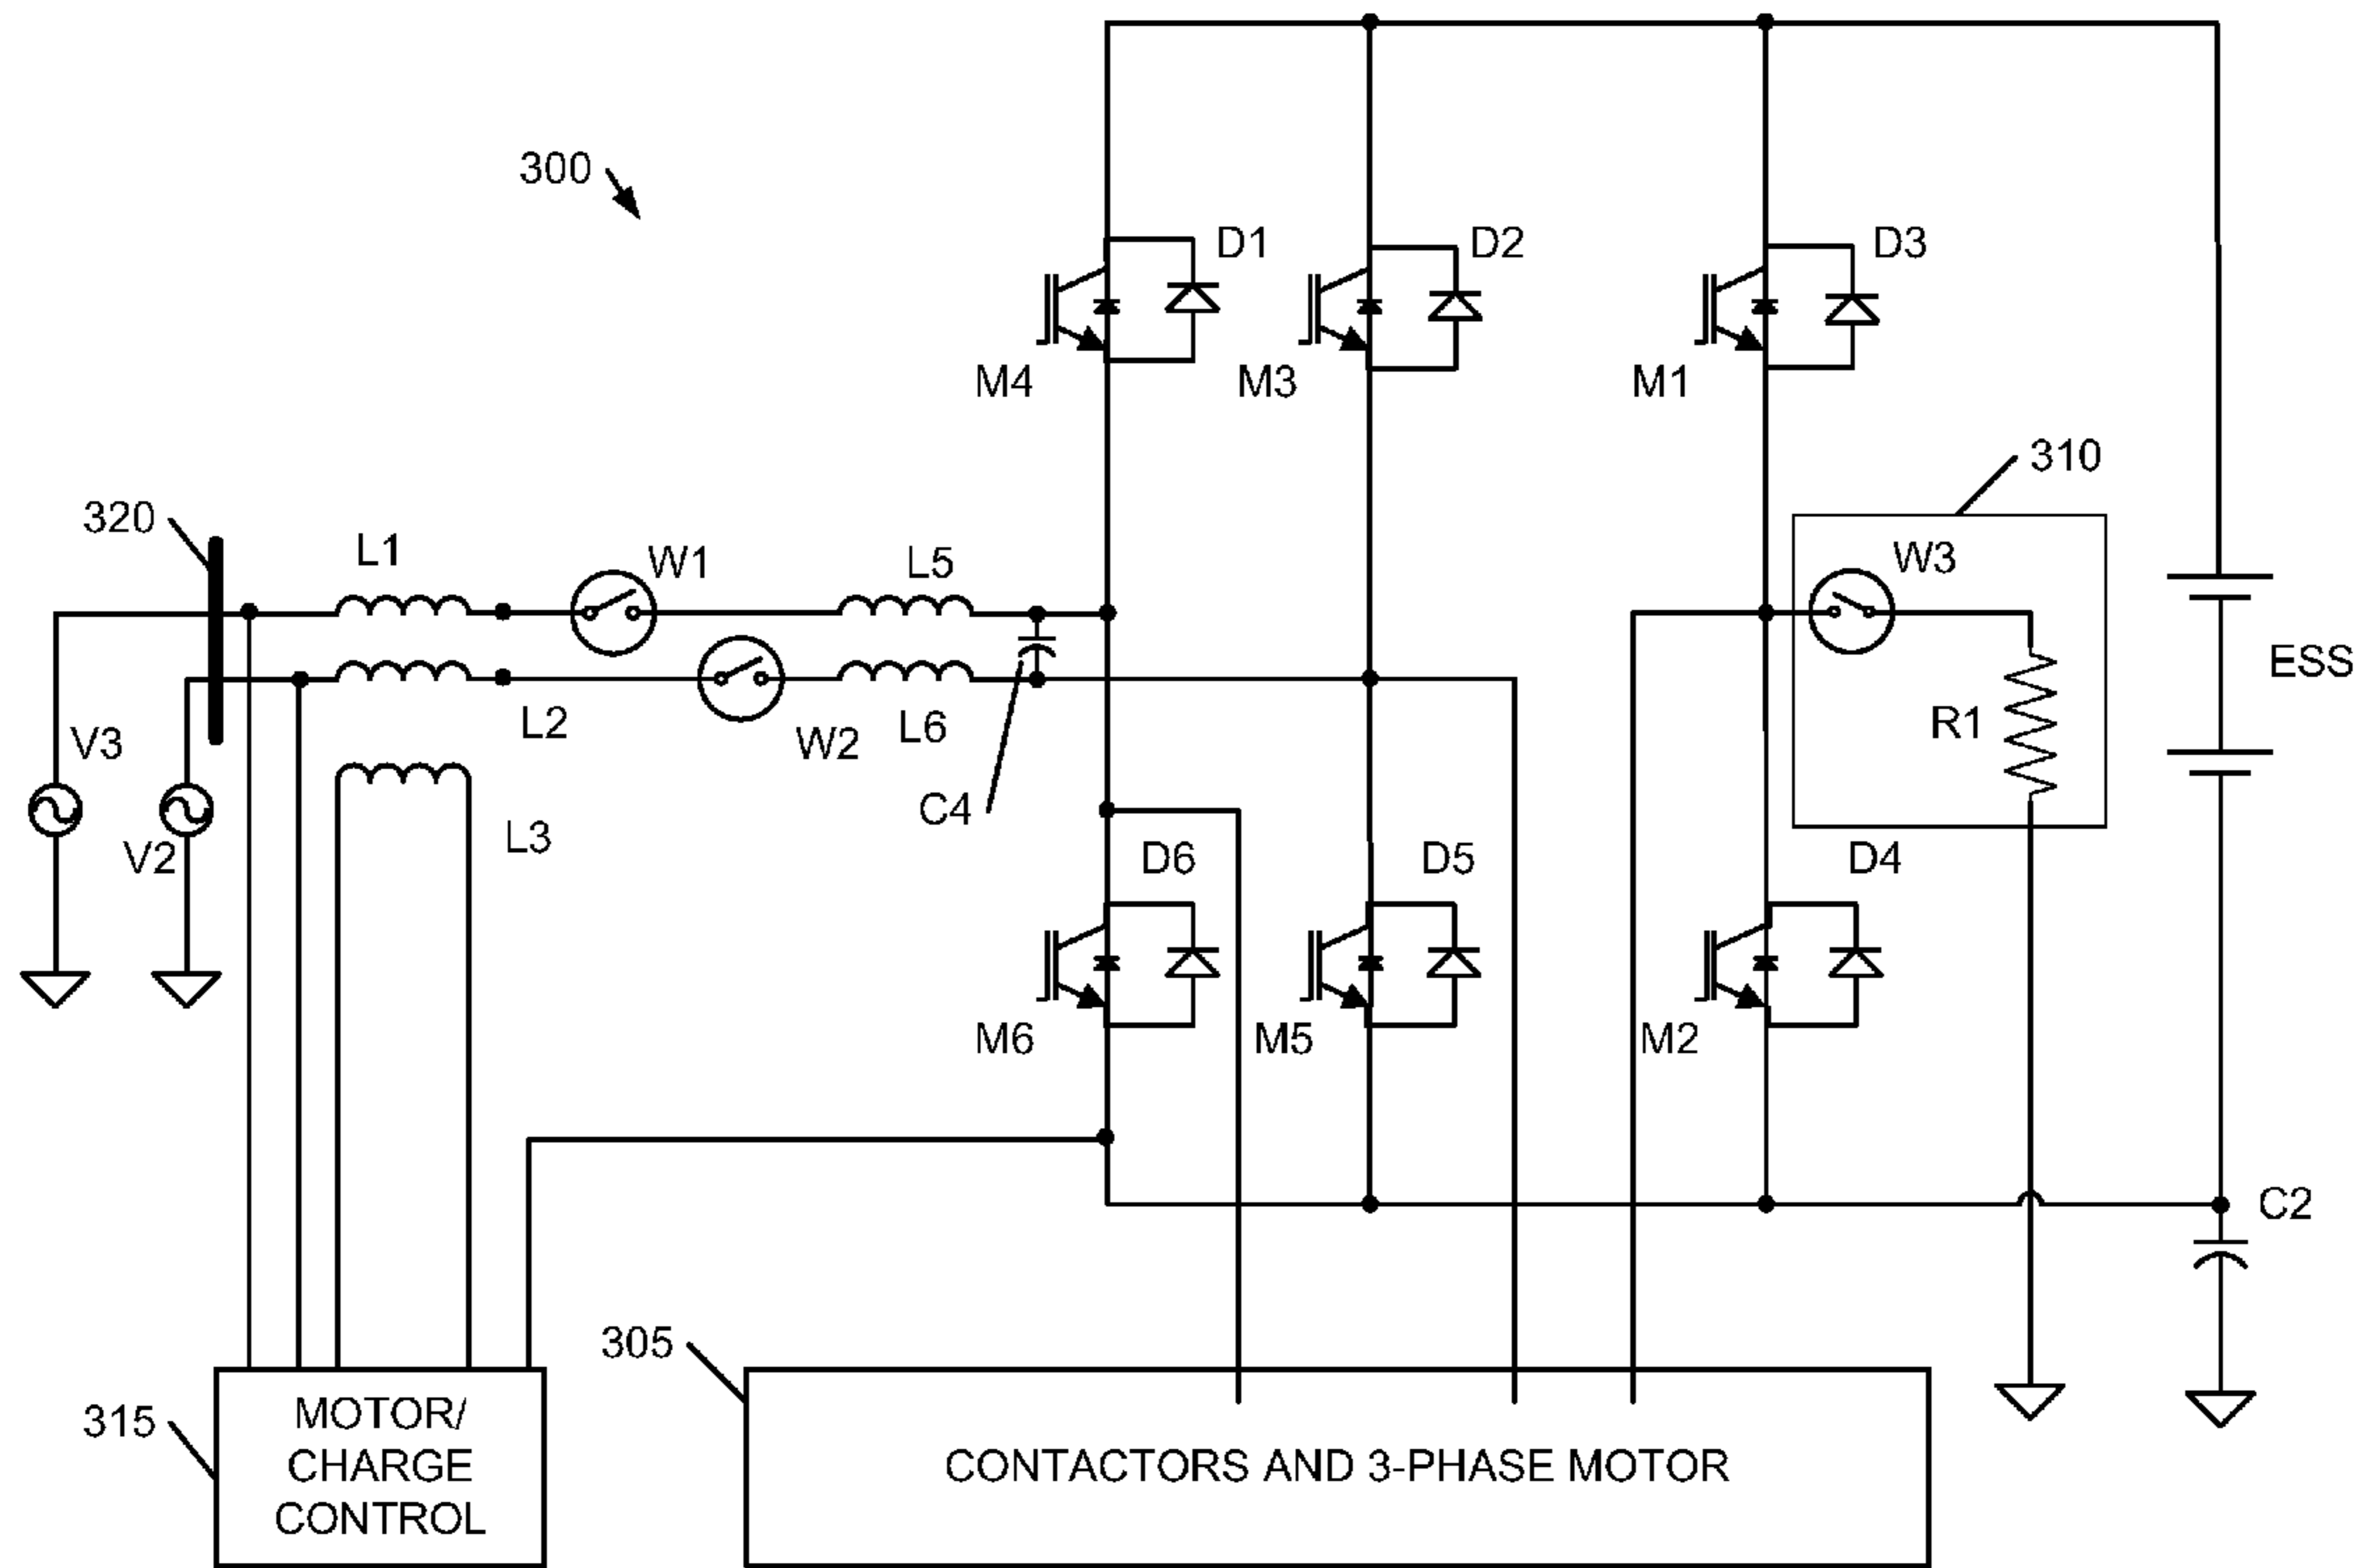 300
D1
D2
D3
M4
M3
M1
310
320
L1
W1
L5
W3
ESS
L2
W2
L6
R1
V3
C4
V2
L3
D6
D5
D4
M6
M5
M2
C2
305
315
MOTOR/
CHARGE
CONTROL
CONTACTORS AND 3-PHASE MOTOR